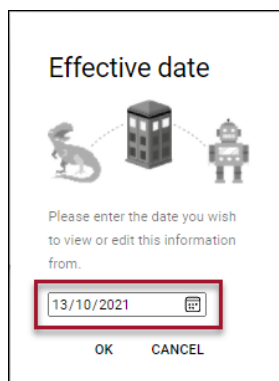 Effective date
Please enter the date you wish
to view or edit this information
from.
13/10/2021
OK CANCEL